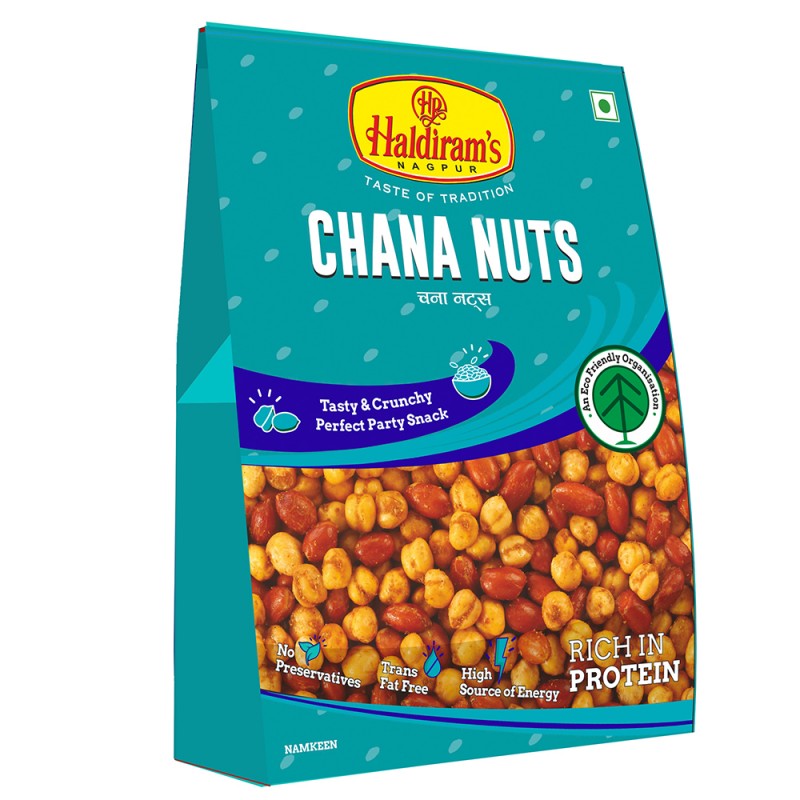 HR
Haldiram's
NAGPUR
TASTE OF TRADITION
CHANA NUTS
चना नट्स
An Eco Friendly Organisation
Tasty & Crunchy
Perfect Party Snack
No
Preservatives
Trans
Fat Free
High
Source of Energy
RICH IN
PROTEIN
NAMKEEN